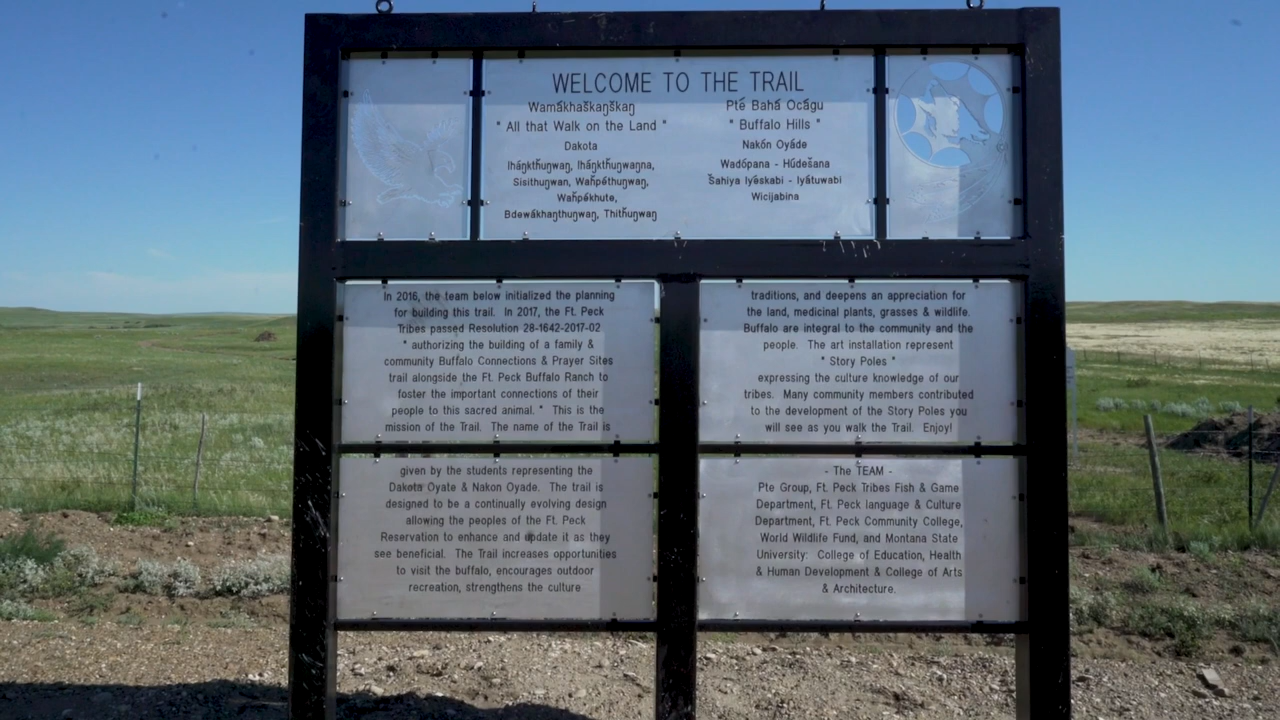 WELCOME TO THE TRAIL
Wamákhaškaŋškaŋ
" All that Walk on the Land "
Dakota
Iháŋkťhuŋwaŋ, Iháŋkťhuŋwaŋna,
Sisithuŋwaŋ, Waȟpéthuŋwaŋ,
Waȟpékhute,
Bdewákhaŋthuŋwaŋ, Thitȟuŋwaŋ
Pté Bahá Ocágu
" Buffalo Hills "
Nakón Oyáde
Wadópana - Húdešana
Šahiya Iyéskabi - Iyátuwabi
Wicijabina
In 2016, the team below initialized the planning
for building this trail. In 2017, the Ft. Peck
Tribes passed Resolution 28-1642-2017-02
" authorizing the building of a family &
community Buffalo Connections & Prayer Sites
trail alongside the Ft. Peck Buffalo Ranch to
foster the important connections of their
people to this sacred animal. " This is the
mission of the Trail. The name of the Trail is
given by the students representing the
Dakota Oyate & Nakon Oyade. The trail is
designed to be a continually evolving design
allowing the peoples of the Ft. Peck
Reservation to enhance and update it as they
see beneficial. The Trail increases opportunities
to visit the buffalo, encourages outdoor
recreation, strengthens the culture
traditions, and deepens an appreciation for
the land, medicinal plants, grasses & wildlife.
Buffalo are integral to the community and the
people. The art installation represent
" Story Poles "
expressing the culture knowledge of our
tribes. Many community members contributed
to the development of the Story Poles you
will see as you walk the Trail. Enjoy!
- The TEAM -
Pte Group, Ft. Peck Tribes Fish & Game
Department, Ft. Peck language & Culture
Department, Ft. Peck Community College,
World Wildlife Fund, and Montana State
University: College of Education, Health
& Human Development & College of Arts
& Architecture.